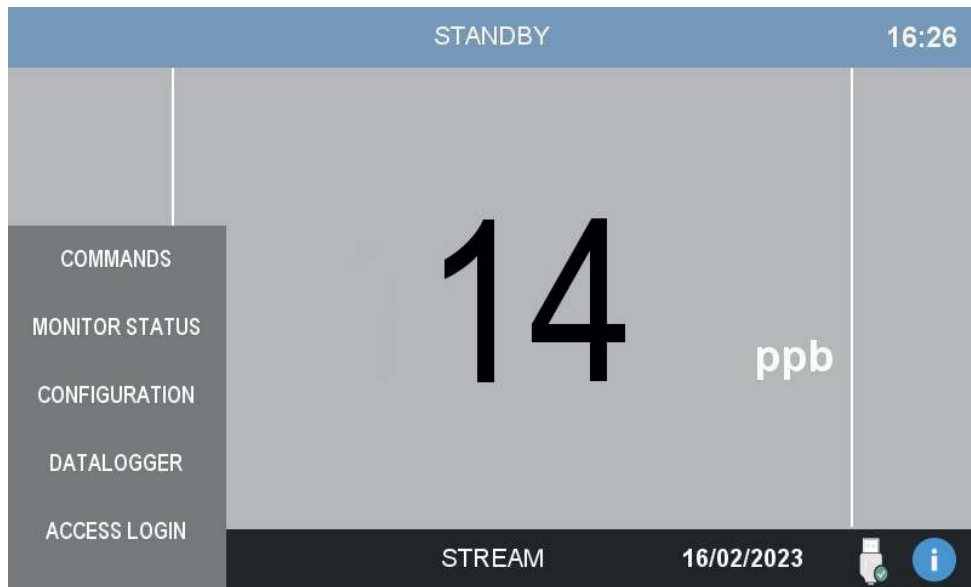 STANDBY 16:26
14
ppb
COMMANDS
MONITOR STATUS
CONFIGURATION
DATALOGGER
ACCESS LOGIN
STREAM 16/02/2023
i